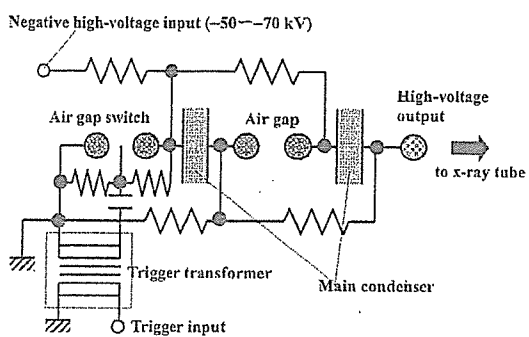 Negative high-voltage input (−50~−70 kV)
Air gap switch
Air gap
High-voltage
output
to x-ray tube
Trigger transformer
Main condenser
Trigger input